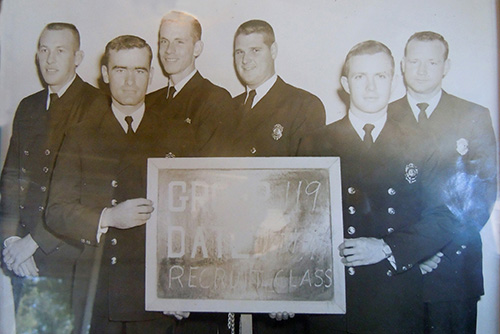 GROUP 119
DATE
RECRUIT CLASS